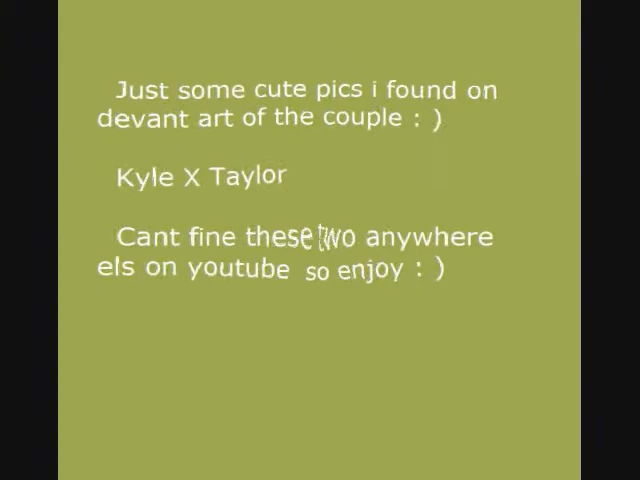 Just some cute pics i found on
devant art of the couple : )
Kyle X Taylor
Cant fine these two anywhere
els on youtube so enjoy : )